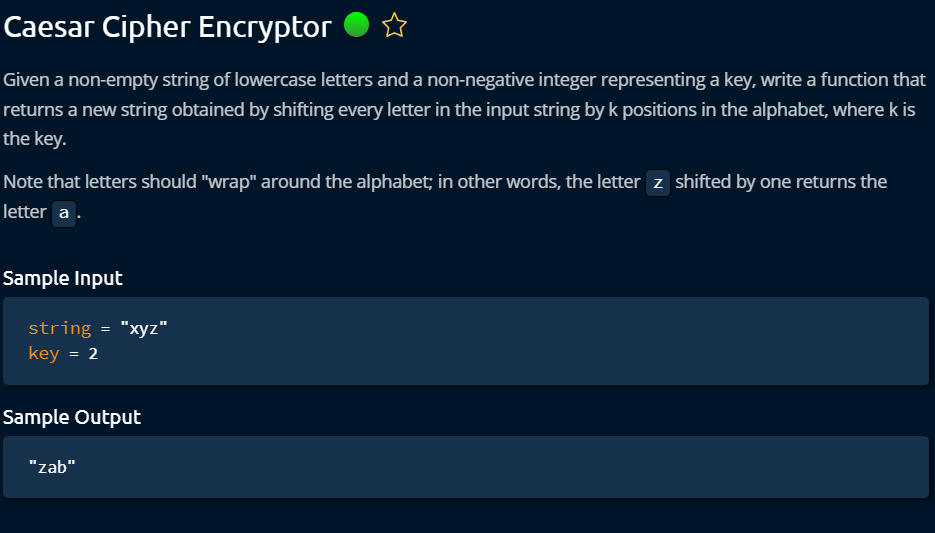 Caesar Cipher Encryptor
Given a non-empty string of lowercase letters and a non-negative integer representing a key, write a function that
returns a new string obtained by shifting every letter in the input string by k positions in the alphabet, where k is
the key.
Note that letters should "wrap" around the alphabet; in other words, the letter z shifted by one returns the
letter a.
Sample Input
string = "xyz"
key = 2
Sample Output
"zab"